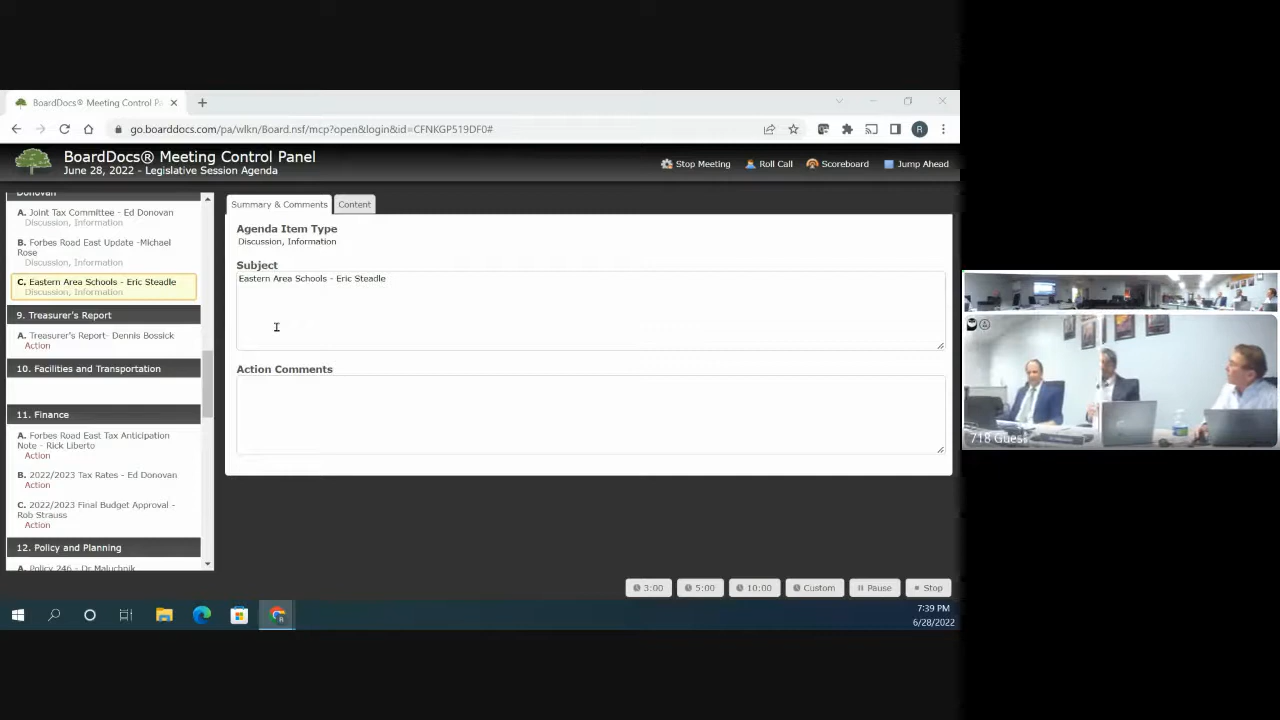 BoardDocs® Meeting Control Pa
go.boarddocs.com/pa/wlkn/Board.nsf/mcp?open&login&id=CFNKGP519DF0#
R
BoardDocs® Meeting Control Panel
June 28, 2022 - Legislative Session Agenda
Stop Meeting
Roll Call
Scoreboard
Jump Ahead
Donovan
A. Joint Tax Committee - Ed Donovan
Discussion, Information
B. Forbes Road East Update -Michael
Rose
Discussion, Information
C. Eastern Area Schools - Eric Steadle
Discussion, Information
9. Treasurer's Report
A. Treasurer's Report- Dennis Bossick
Action
10. Facilities and Transportation
11. Finance
A. Forbes Road East Tax Anticipation
Note - Rick Liberto
Action
B. 2022/2023 Tax Rates - Ed Donovan
Action
C. 2022/2023 Final Budget Approval -
Rob Strauss
Action
12. Policy and Planning
A. Policy 246 - Dr Maluchnik
Summary & Comments
Content
Agenda Item Type
Discussion, Information
Subject
Eastern Area Schools - Eric Steadle
Action Comments
3:00
5:00
10:00
Custom
Pause
Stop
7:39 PM
6/28/2022
718 Guest